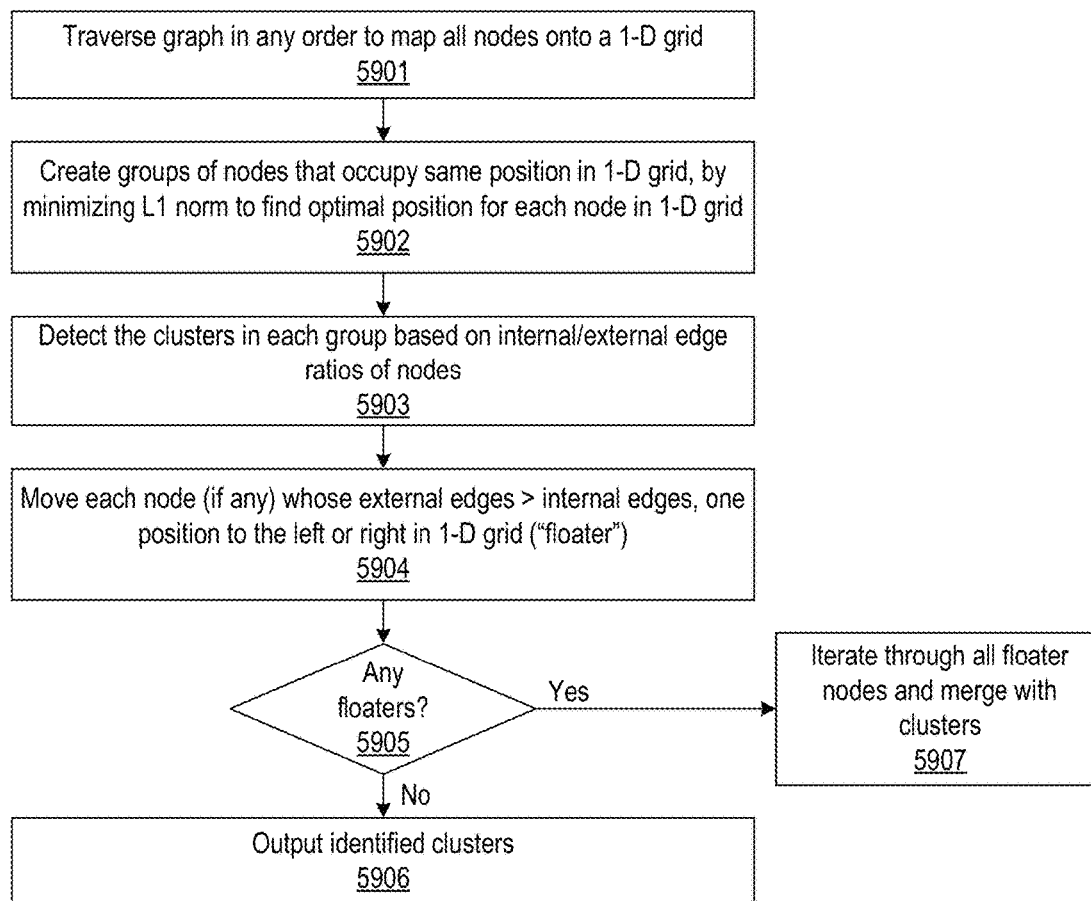 Traverse graph in any order to map all nodes onto a 1-D grid
5901
Create groups of nodes that occupy same position in 1-D grid, by
minimizing L1 norm to find optimal position for each node in 1-D grid
5902
Detect the clusters in each group based on internal/external edge
ratios of nodes
5903
Move each node (if any) whose external edges > internal edges, one
position to the left or right in 1-D grid (“floater”)
5904
Any
floaters?
5905
Yes
Iterate through all floater
nodes and merge with
clusters
5907
No
Output identified clusters
5906